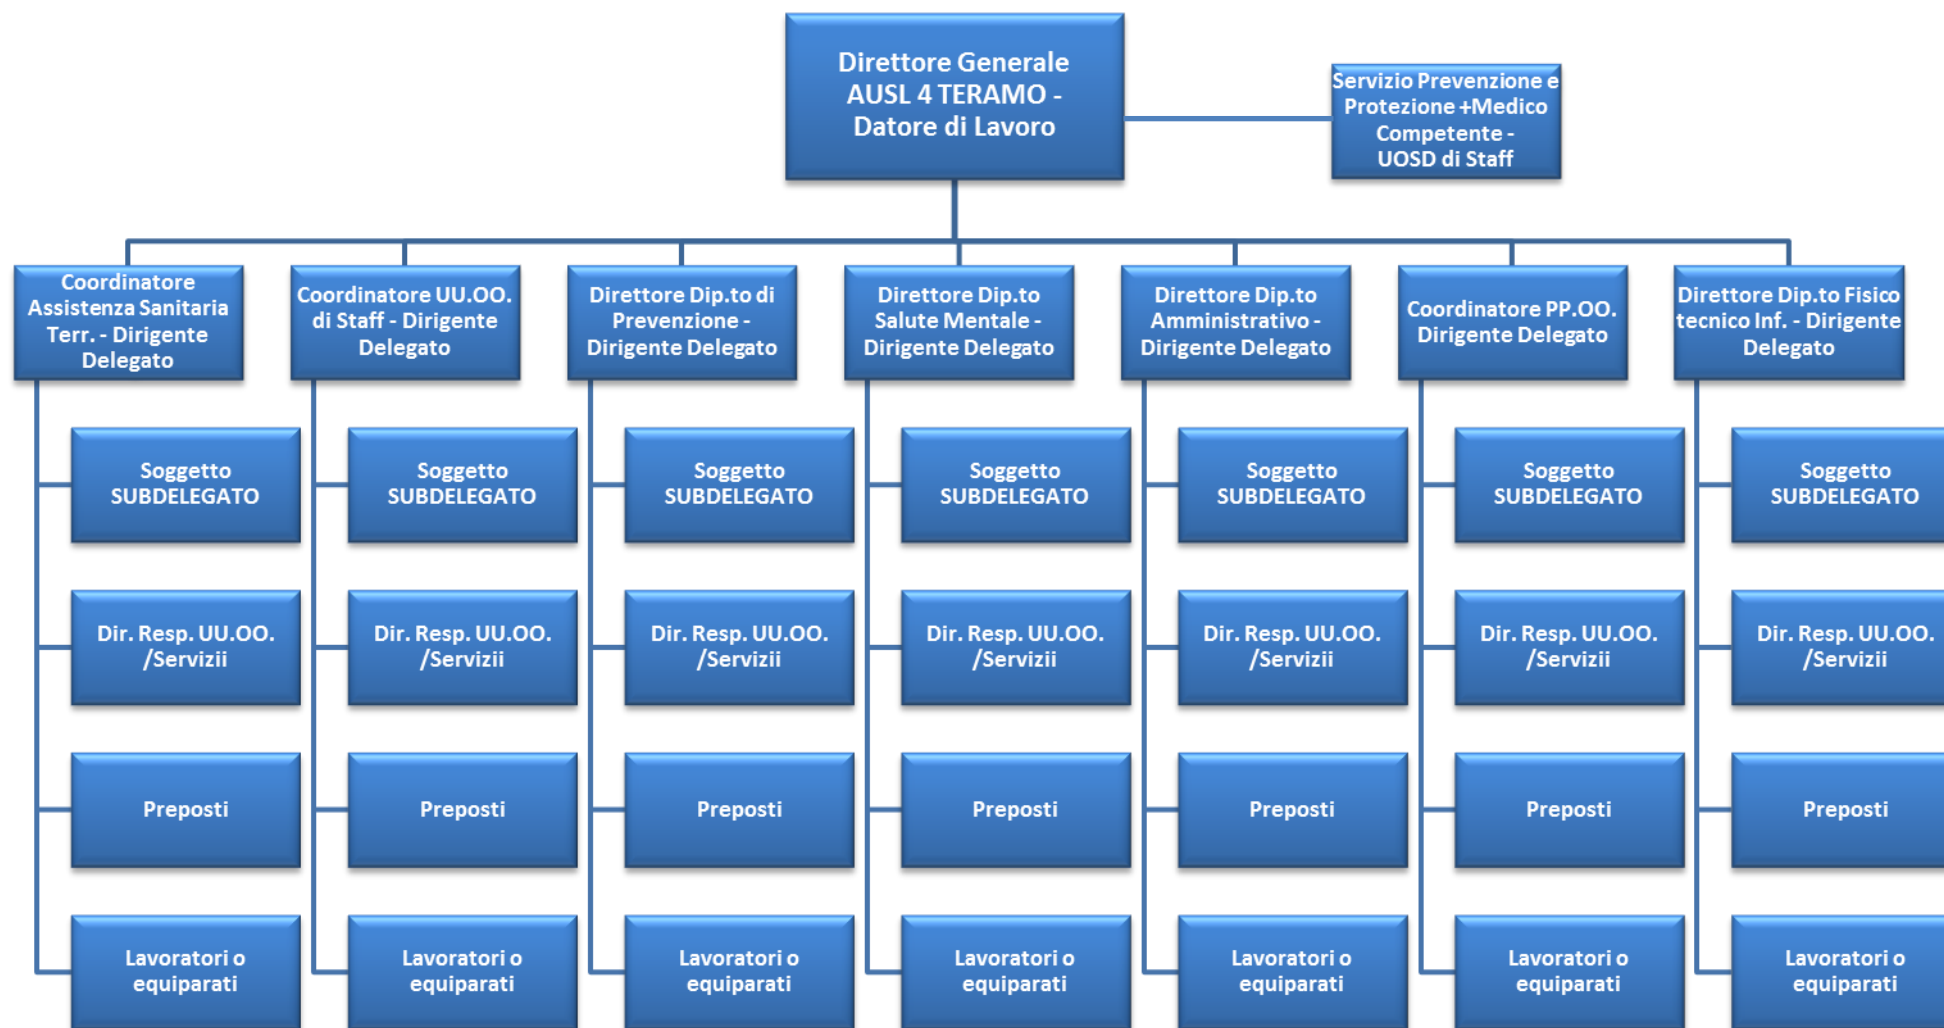 Direttore Generale
AUSL 4 TERAMO -
Datore di Lavoro
Servizio Prevenzione e
Protezione +Medico
Competente -
UOSD di Staff
Coordinatore
Assistenza Sanitaria
Terr. - Dirigente
Delegato
Coordinatore UU.OO.
di Staff - Dirigente
Delegato
Direttore Dip.to di
Prevenzione -
Dirigente Delegato
Direttore Dip.to
Salute Mentale -
Dirigente Delegato
Direttore Dip.to
Amministrativo -
Dirigente Delegato
Coordinatore PP.OO.
Dirigente Delegato
Direttore Dip.to Fisico
tecnico Inf. - Dirigente
Delegato
Soggetto
SUBDELEGATO
Soggetto
SUBDELEGATO
Soggetto
SUBDELEGATO
Soggetto
SUBDELEGATO
Soggetto
SUBDELEGATO
Soggetto
SUBDELEGATO
Soggetto
SUBDELEGATO
Dir. Resp. UU.OO.
/Servizii
Dir. Resp. UU.OO.
/Servizii
Dir. Resp. UU.OO.
/Servizii
Dir. Resp. UU.OO.
/Servizii
Dir. Resp. UU.OO.
/Servizii
Dir. Resp. UU.OO.
/Servizii
Dir. Resp. UU.OO.
/Servizii
Preposti
Preposti
Preposti
Preposti
Preposti
Preposti
Preposti
Lavoratori o
equiparati
Lavoratori o
equiparati
Lavoratori o
equiparati
Lavoratori o
equiparati
Lavoratori o
equiparati
Lavoratori o
equiparati
Lavoratori o
equiparati